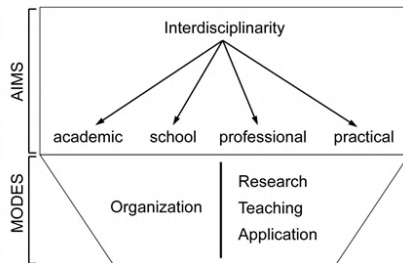 Interdisciplinarity
AIMS
academic school professional practical
MODES
Organization
Research
Teaching
Application